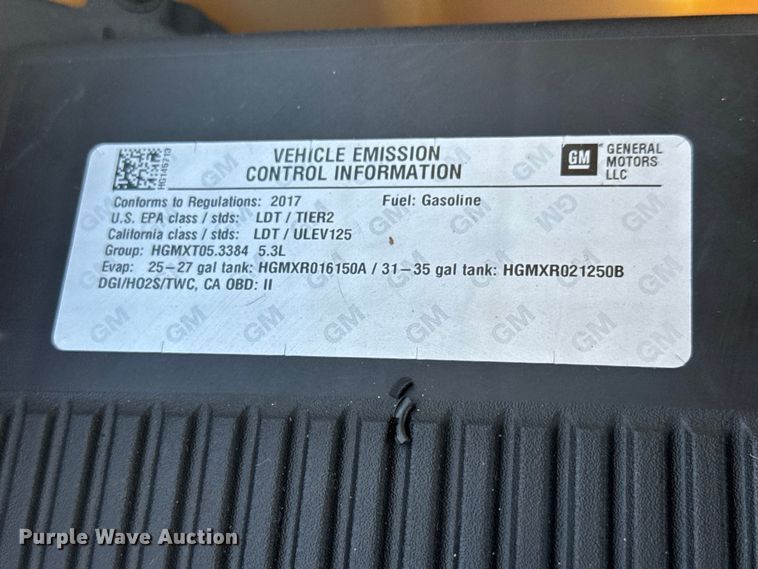 VEHICLE EMISSION
CONTROL INFORMATION
GM GENERAL
MOTORS
LLC
HG145713
Conforms to Regulations: 2017 Fuel: Gasoline
U.S. EPA class / stds: LDT / TIER2
California class / stds: LDT / ULEV125
Group: HGMXT05.3384 5.3L
Evap: 25-27 gal tank: HGMXR016150A / 31-35 gal tank: HGMXR021250B
DGI/HO2S/TWC, CA OBD: II
Purple Wave Auction